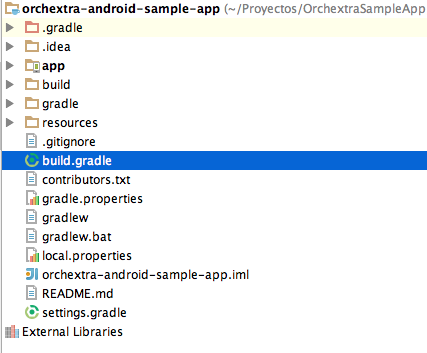 orchextra-android-sample-app (~/Proyectos/OrchextraSampleApp
.gradle
.idea
app
build
gradle
resources
.gitignore
build.gradle
contributors.txt
gradle.properties
gradlew
gradlew.bat
local.properties
orchextra-android-sample-app.iml
README.md
settings.gradle
External Libraries